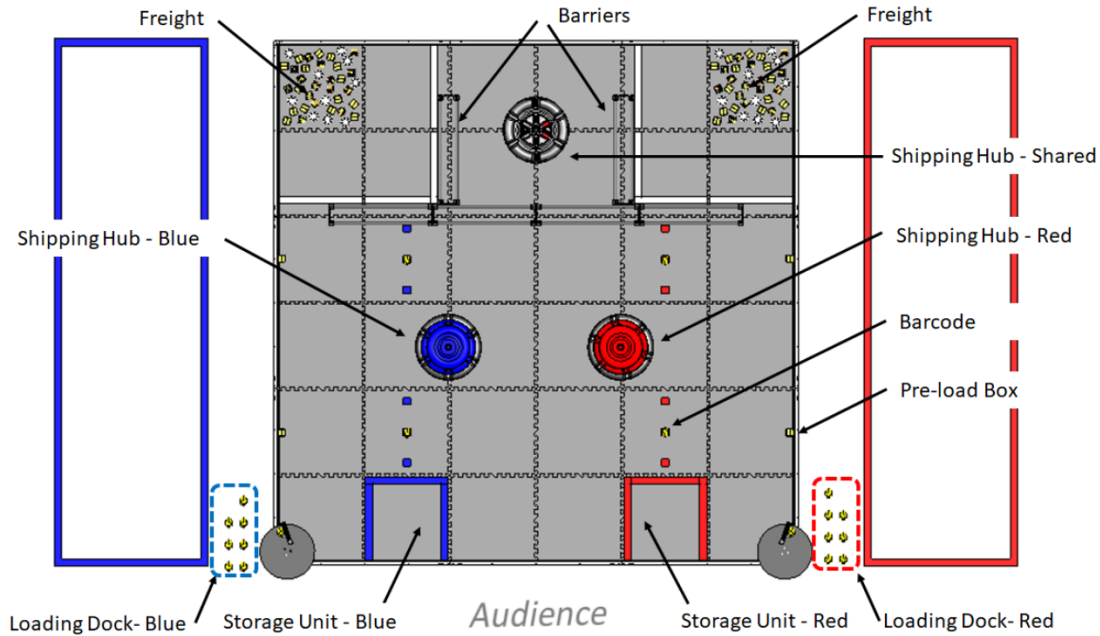 Freight
Barriers
Freight
Shipping Hub - Shared
Shipping Hub - Blue
Shipping Hub - Red
Barcode
Pre-load Box
Loading Dock- Blue
Storage Unit - Blue
Audience
Storage Unit - Red
Loading Dock- Red